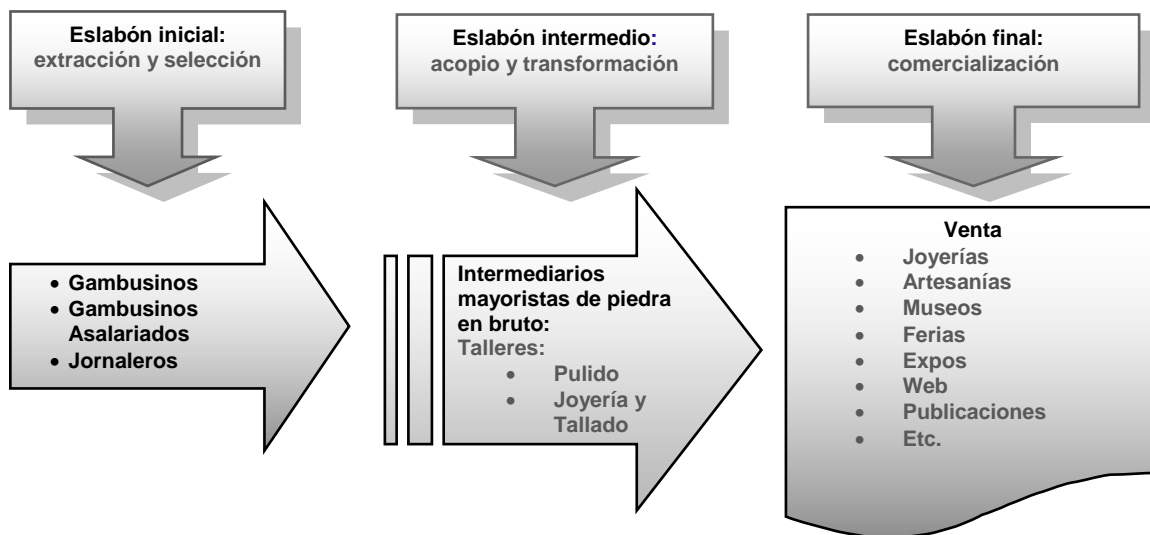 Eslabón inicial:
extracción y selección
Eslabón intermedio:
acopio y transformación
Eslabón final:
comercialización
• Gambusinos
• Gambusinos
Asalariados
• Jornaleros
Intermediarios
mayoristas de piedra
en bruto:
Talleres:
• Pulido
• Joyería y
Tallado
Venta
• Joyerías
• Artesanías
• Museos
• Ferias
• Expos
• Web
• Publicaciones
• Etc.